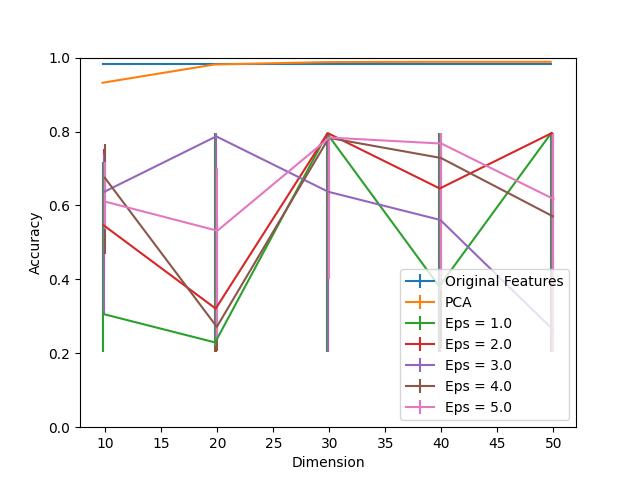 1.0
0.8
0.6
0.4
0.2
0.0
Accuracy
10
15
20
25
30
35
40
45
50
Dimension
Original Features
PCA
Eps = 1.0
Eps = 2.0
Eps = 3.0
Eps = 4.0
Eps = 5.0